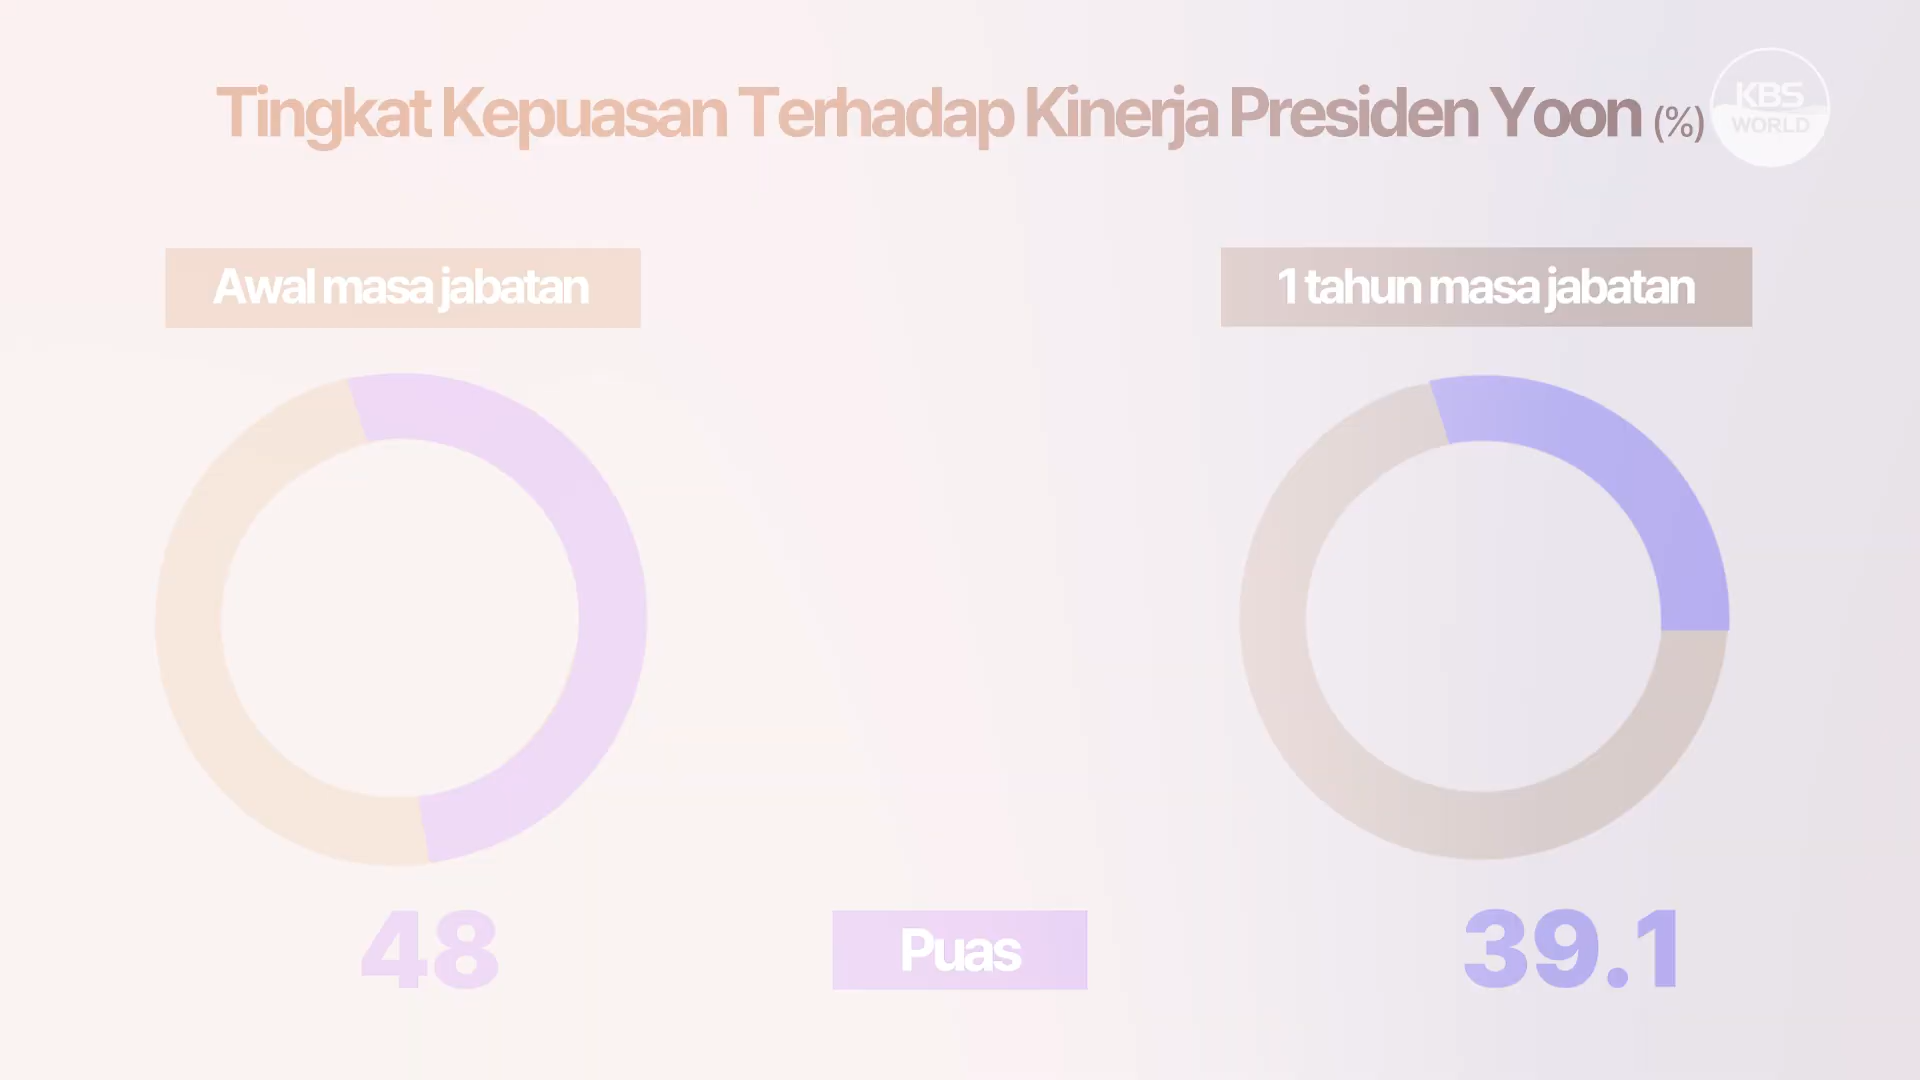 Tingkat Kepuasan Terhadap Kinerja Presiden Yoon (%)
KBS
WORLD
Awal masa jabatan
1 tahun masa jabatan
48
Puas
39.1